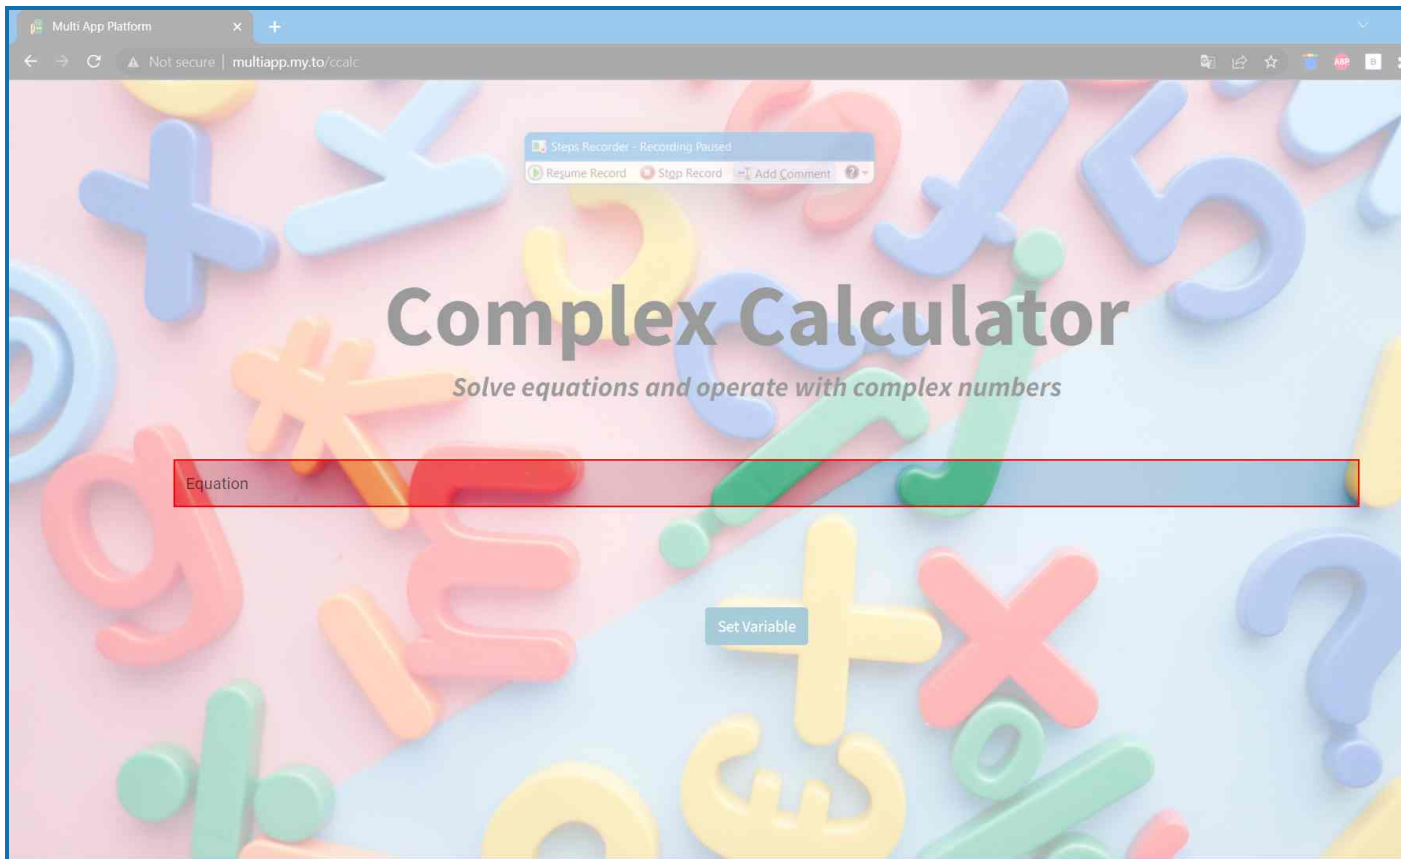 Multi App Platform
Not secure | multiapp.my.to/ccalc
ABP
B
Steps Recorder - Recording Paused
Resume Record Stop Record Add Comment
Complex Calculator
Solve equations and operate with complex numbers
Equation
Set Variable